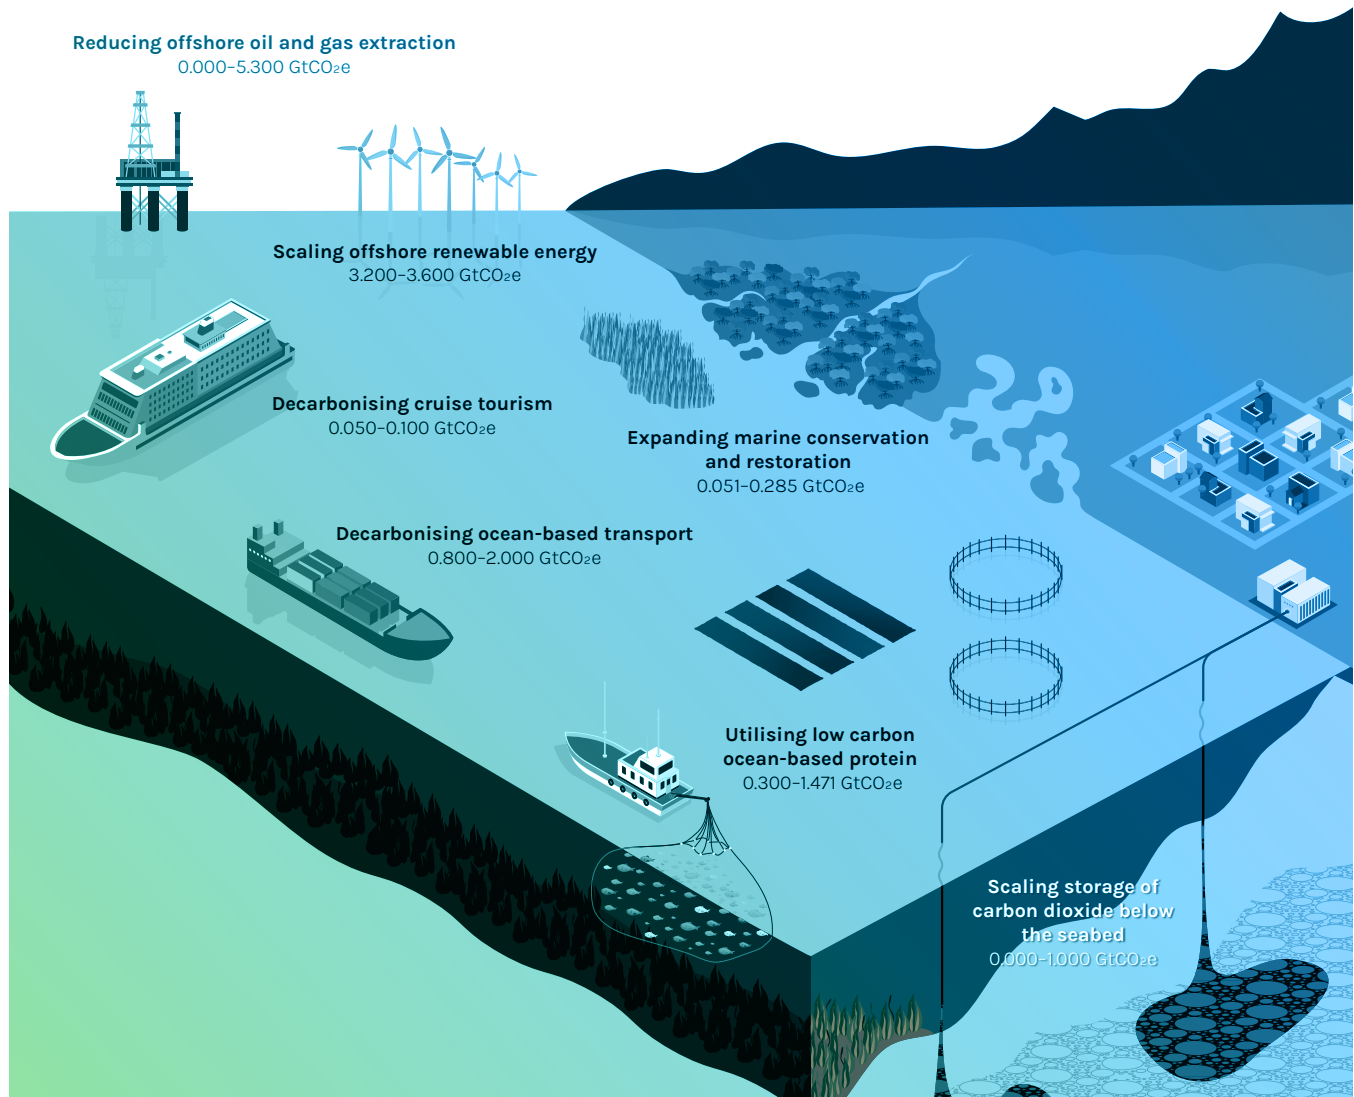 Reducing offshore oil and gas extraction
0.000–5.300 GtCO₂e
Scaling offshore renewable energy
3.200–3.600 GtCO₂e
Decarbonising cruise tourism
0.050–0.100 GtCO₂e
Expanding marine conservation
and restoration
0.051–0.285 GtCO₂e
Decarbonising ocean-based transport
0.800–2.000 GtCO₂e
Utilising low carbon
ocean-based protein
0.300–1.471 GtCO₂e
Scaling storage of
carbon dioxide below
the seabed
0.000–1.000 GtCO₂e